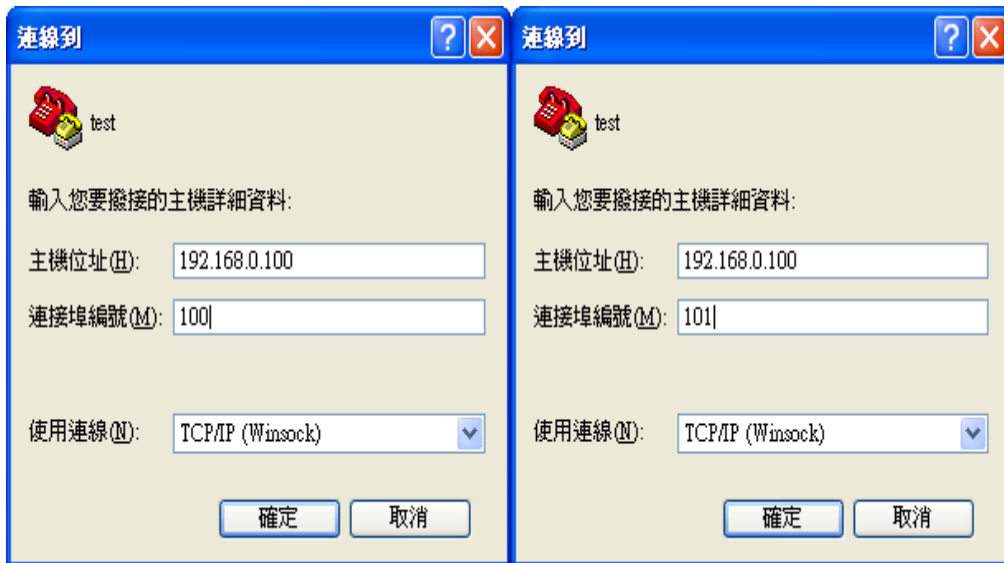 連線到
test
輸入您要撥接的主機詳細資料:
主機位址(H): 192.168.0.100
連接埠編號(M): 100
使用連線(N): TCP/IP (Winsock)
確定 取消
連線到
test
輸入您要撥接的主機詳細資料:
主機位址(H): 192.168.0.100
連接埠編號(M): 101
使用連線(N): TCP/IP (Winsock)
確定 取消